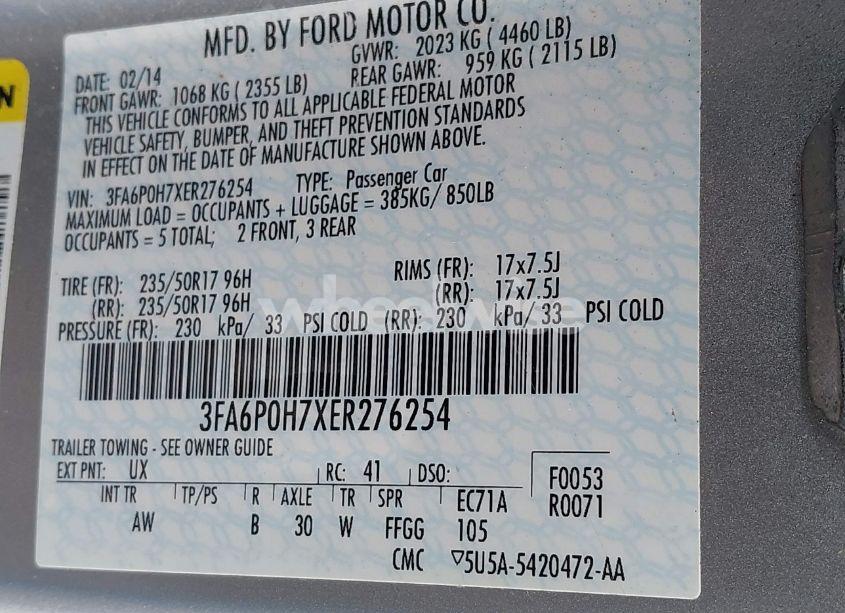 MFD. BY FORD MOTOR CO.
DATE: 02/14 GVWR: 2023 KG ( 4460 LB)
FRONT GAWR: 1068 KG ( 2355 LB) REAR GAWR: 959 KG ( 2115 LB)
THIS VEHICLE CONFORMS TO ALL APPLICABLE FEDERAL MOTOR
VEHICLE SAFETY, BUMPER, AND THEFT PREVENTION STANDARDS
IN EFFECT ON THE DATE OF MANUFACTURE SHOWN ABOVE.
VIN: 3FA6P0H7XER276254 TYPE: Passenger Car
MAXIMUM LOAD = OCCUPANTS + LUGGAGE = 385KG/ 850LB
OCCUPANTS = 5 TOTAL; 2 FRONT, 3 REAR
TIRE (FR): 235/50R17 96H RIMS (FR): 17x7.5J
(RR): 235/50R17 96H (RR): 17x7.5J
PRESSURE (FR): 230 kPa/ 33 PSI COLD (RR): 230 kPa/ 33 PSI COLD
wheelwise
3FA6P0H7XER276254
TRAILER TOWING - SEE OWNER GUIDE
EXT PNT: UX RC: 41 DSO: F0053
INT TR TP/PS R AXLE TR SPR EC71A R0071
AW B 30 W FFGG 105
CMC ▽5U5A-5420472-AA
N